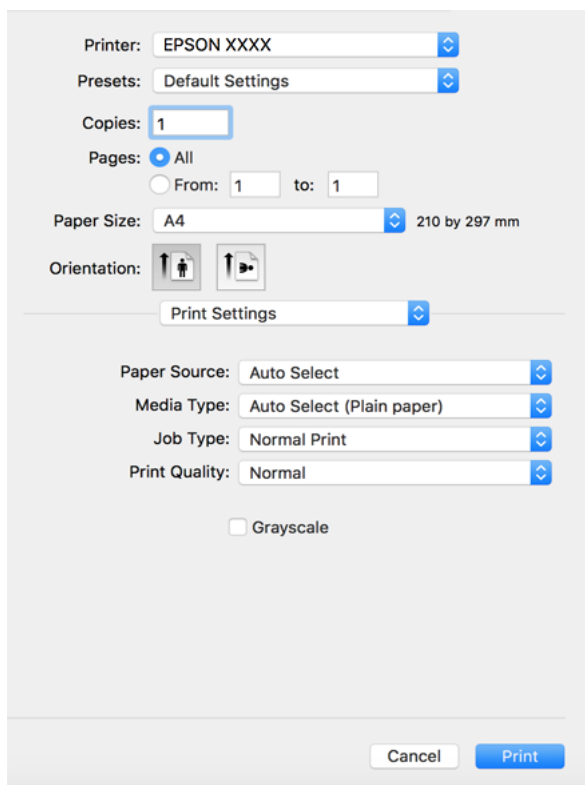 Printer: EPSON XXXX
Presets: Default Settings
Copies: 1
Pages: All
From: 1 to: 1
Paper Size: A4 210 by 297 mm
Orientation:
Print Settings
Paper Source: Auto Select
Media Type: Auto Select (Plain paper)
Job Type: Normal Print
Print Quality: Normal
Grayscale
Cancel Print